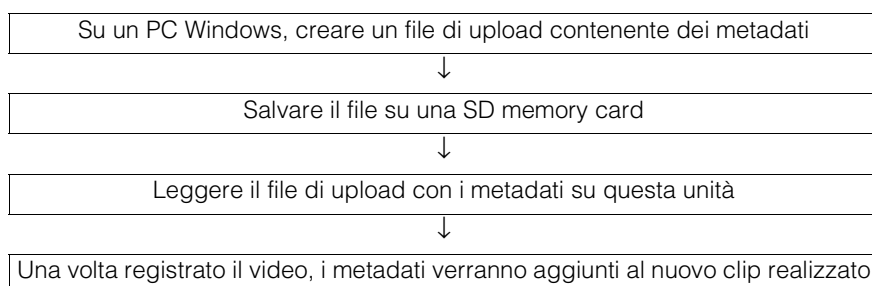 Su un PC Windows, creare un file di upload contenente dei metadati
↓
Salvare il file su una SD memory card
↓
Leggere il file di upload con i metadati su questa unità
↓
Una volta registrato il video, i metadati verranno aggiunti al nuovo clip realizzato